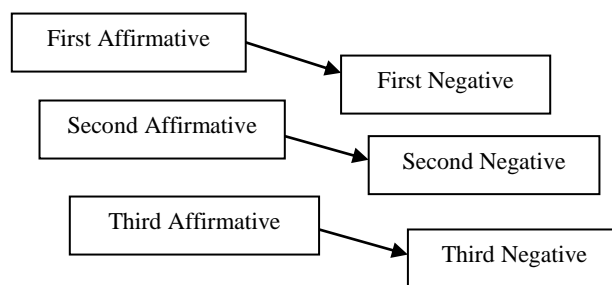 First Affirmative
First Negative
Second Affirmative
Second Negative
Third Affirmative
Third Negative